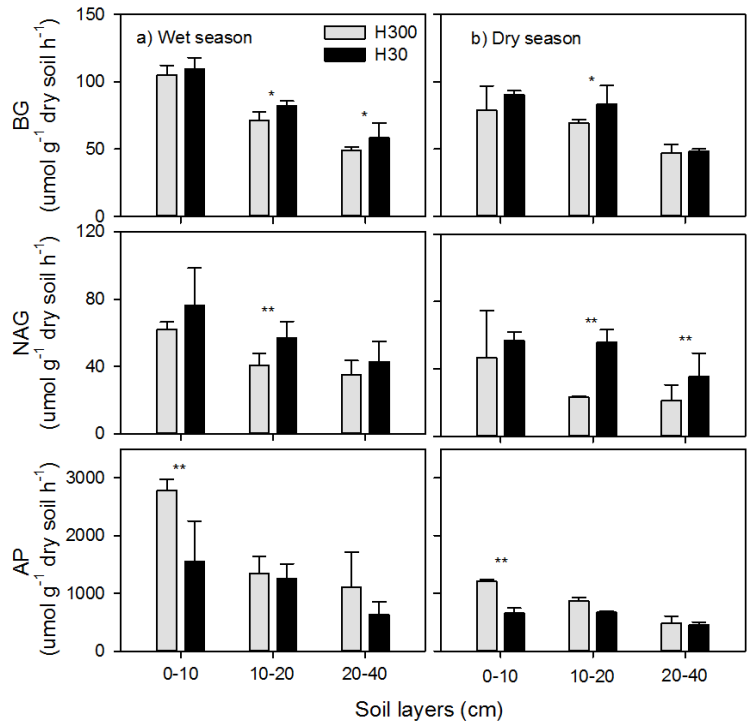 150
100
50
0
BG
(umol g⁻¹ dry soil h⁻¹)
a) Wet season
H300
H30
*
*
b) Dry season
*
120
80
40
0
NAG
(umol g⁻¹ dry soil h⁻¹)
**
**
**
3000
2000
1000
0
AP
(umol g⁻¹ dry soil h⁻¹)
**
**
0-10 10-20 20-40 0-10 10-20 20-40
Soil layers (cm)